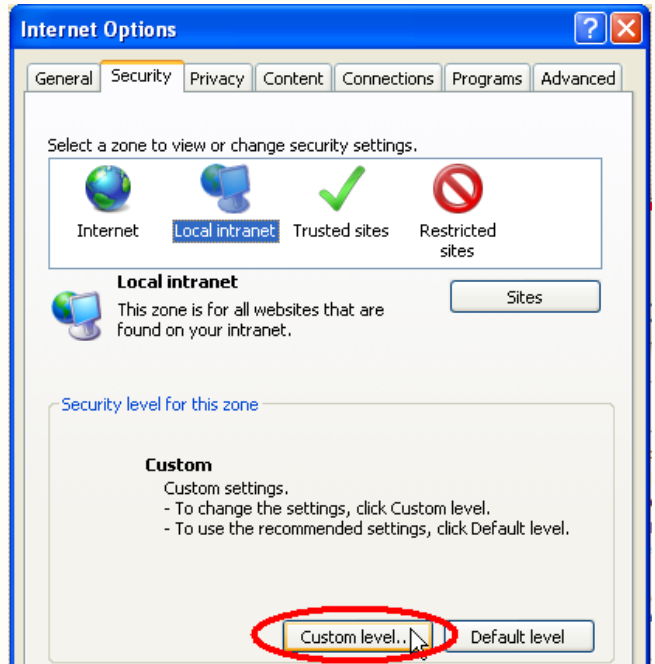 Internet Options
General Security Privacy Content Connections Programs Advanced
Select a zone to view or change security settings.
Internet Local intranet Trusted sites Restricted
sites
Local intranet
Sites
This zone is for all websites that are
found on your intranet.
Security level for this zone
Custom
Custom settings.
- To change the settings, click Custom level.
- To use the recommended settings, click Default level.
Custom level... Default level